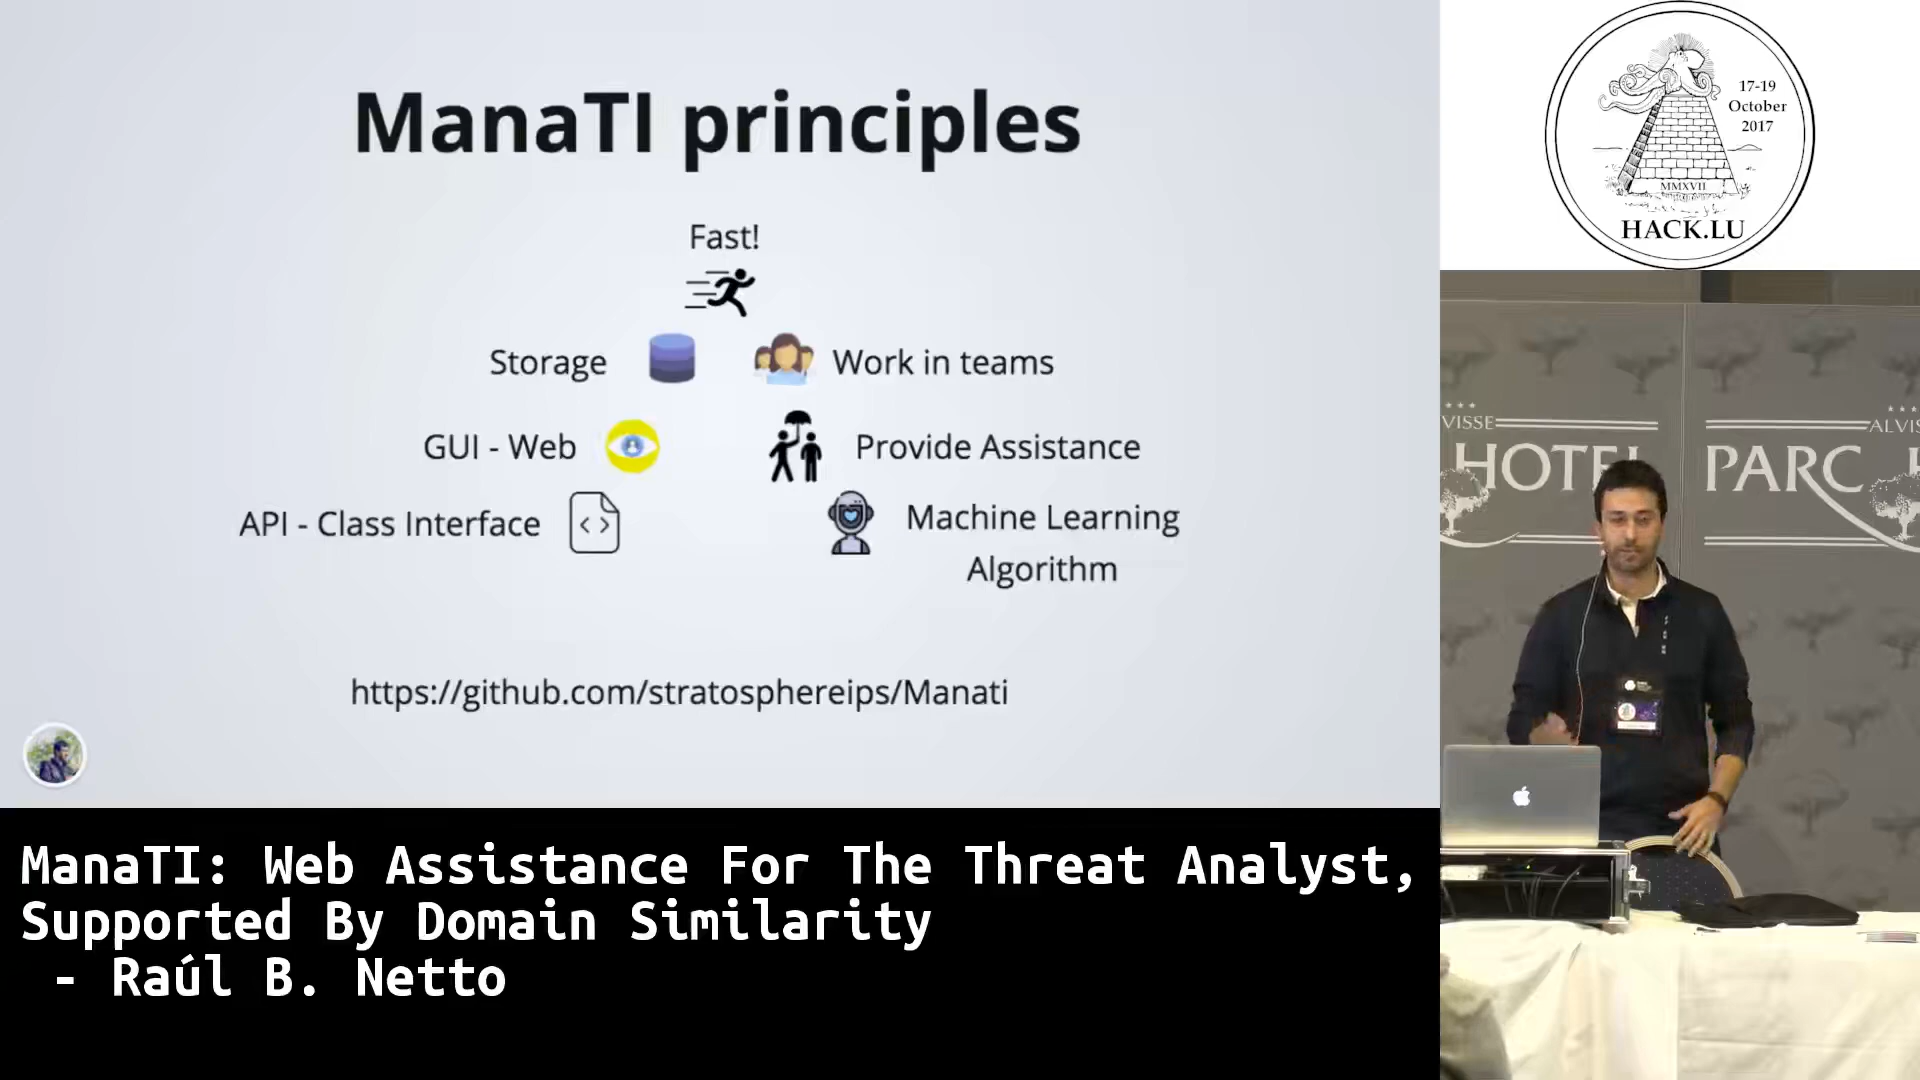 ManaTI principles
Fast!
Storage
Work in teams
GUI - Web
Provide Assistance
API - Class Interface
Machine Learning
Algorithm
https://github.com/stratosphereips/Manati
17-19
October
2017
MMXVII
HACK.LU
VISSE
HOTEL
ALVIS
PARC
ManaTI: Web Assistance For The Threat Analyst,
Supported By Domain Similarity
- Raúl B. Netto